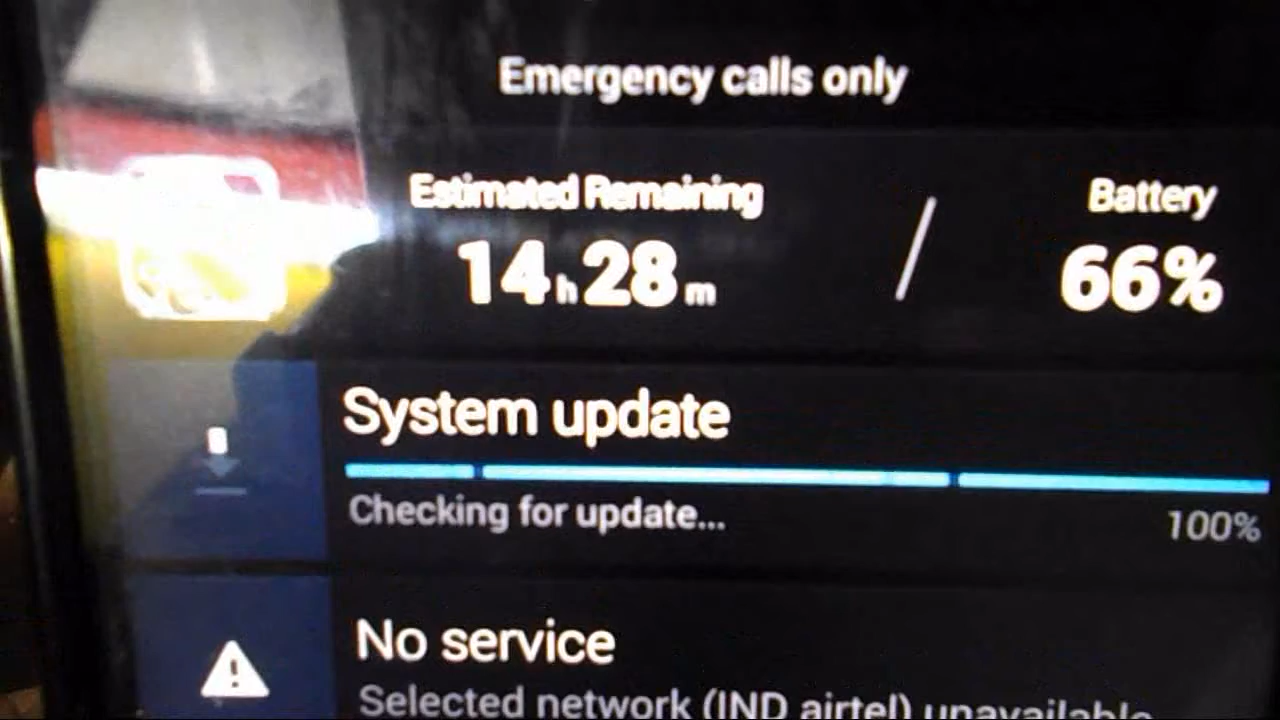 Emergency calls only
Estimated Remaining / Battery
14h28m 66%
System update
Checking for update... 100%
No service
Selected network (IND airtel) unavailable